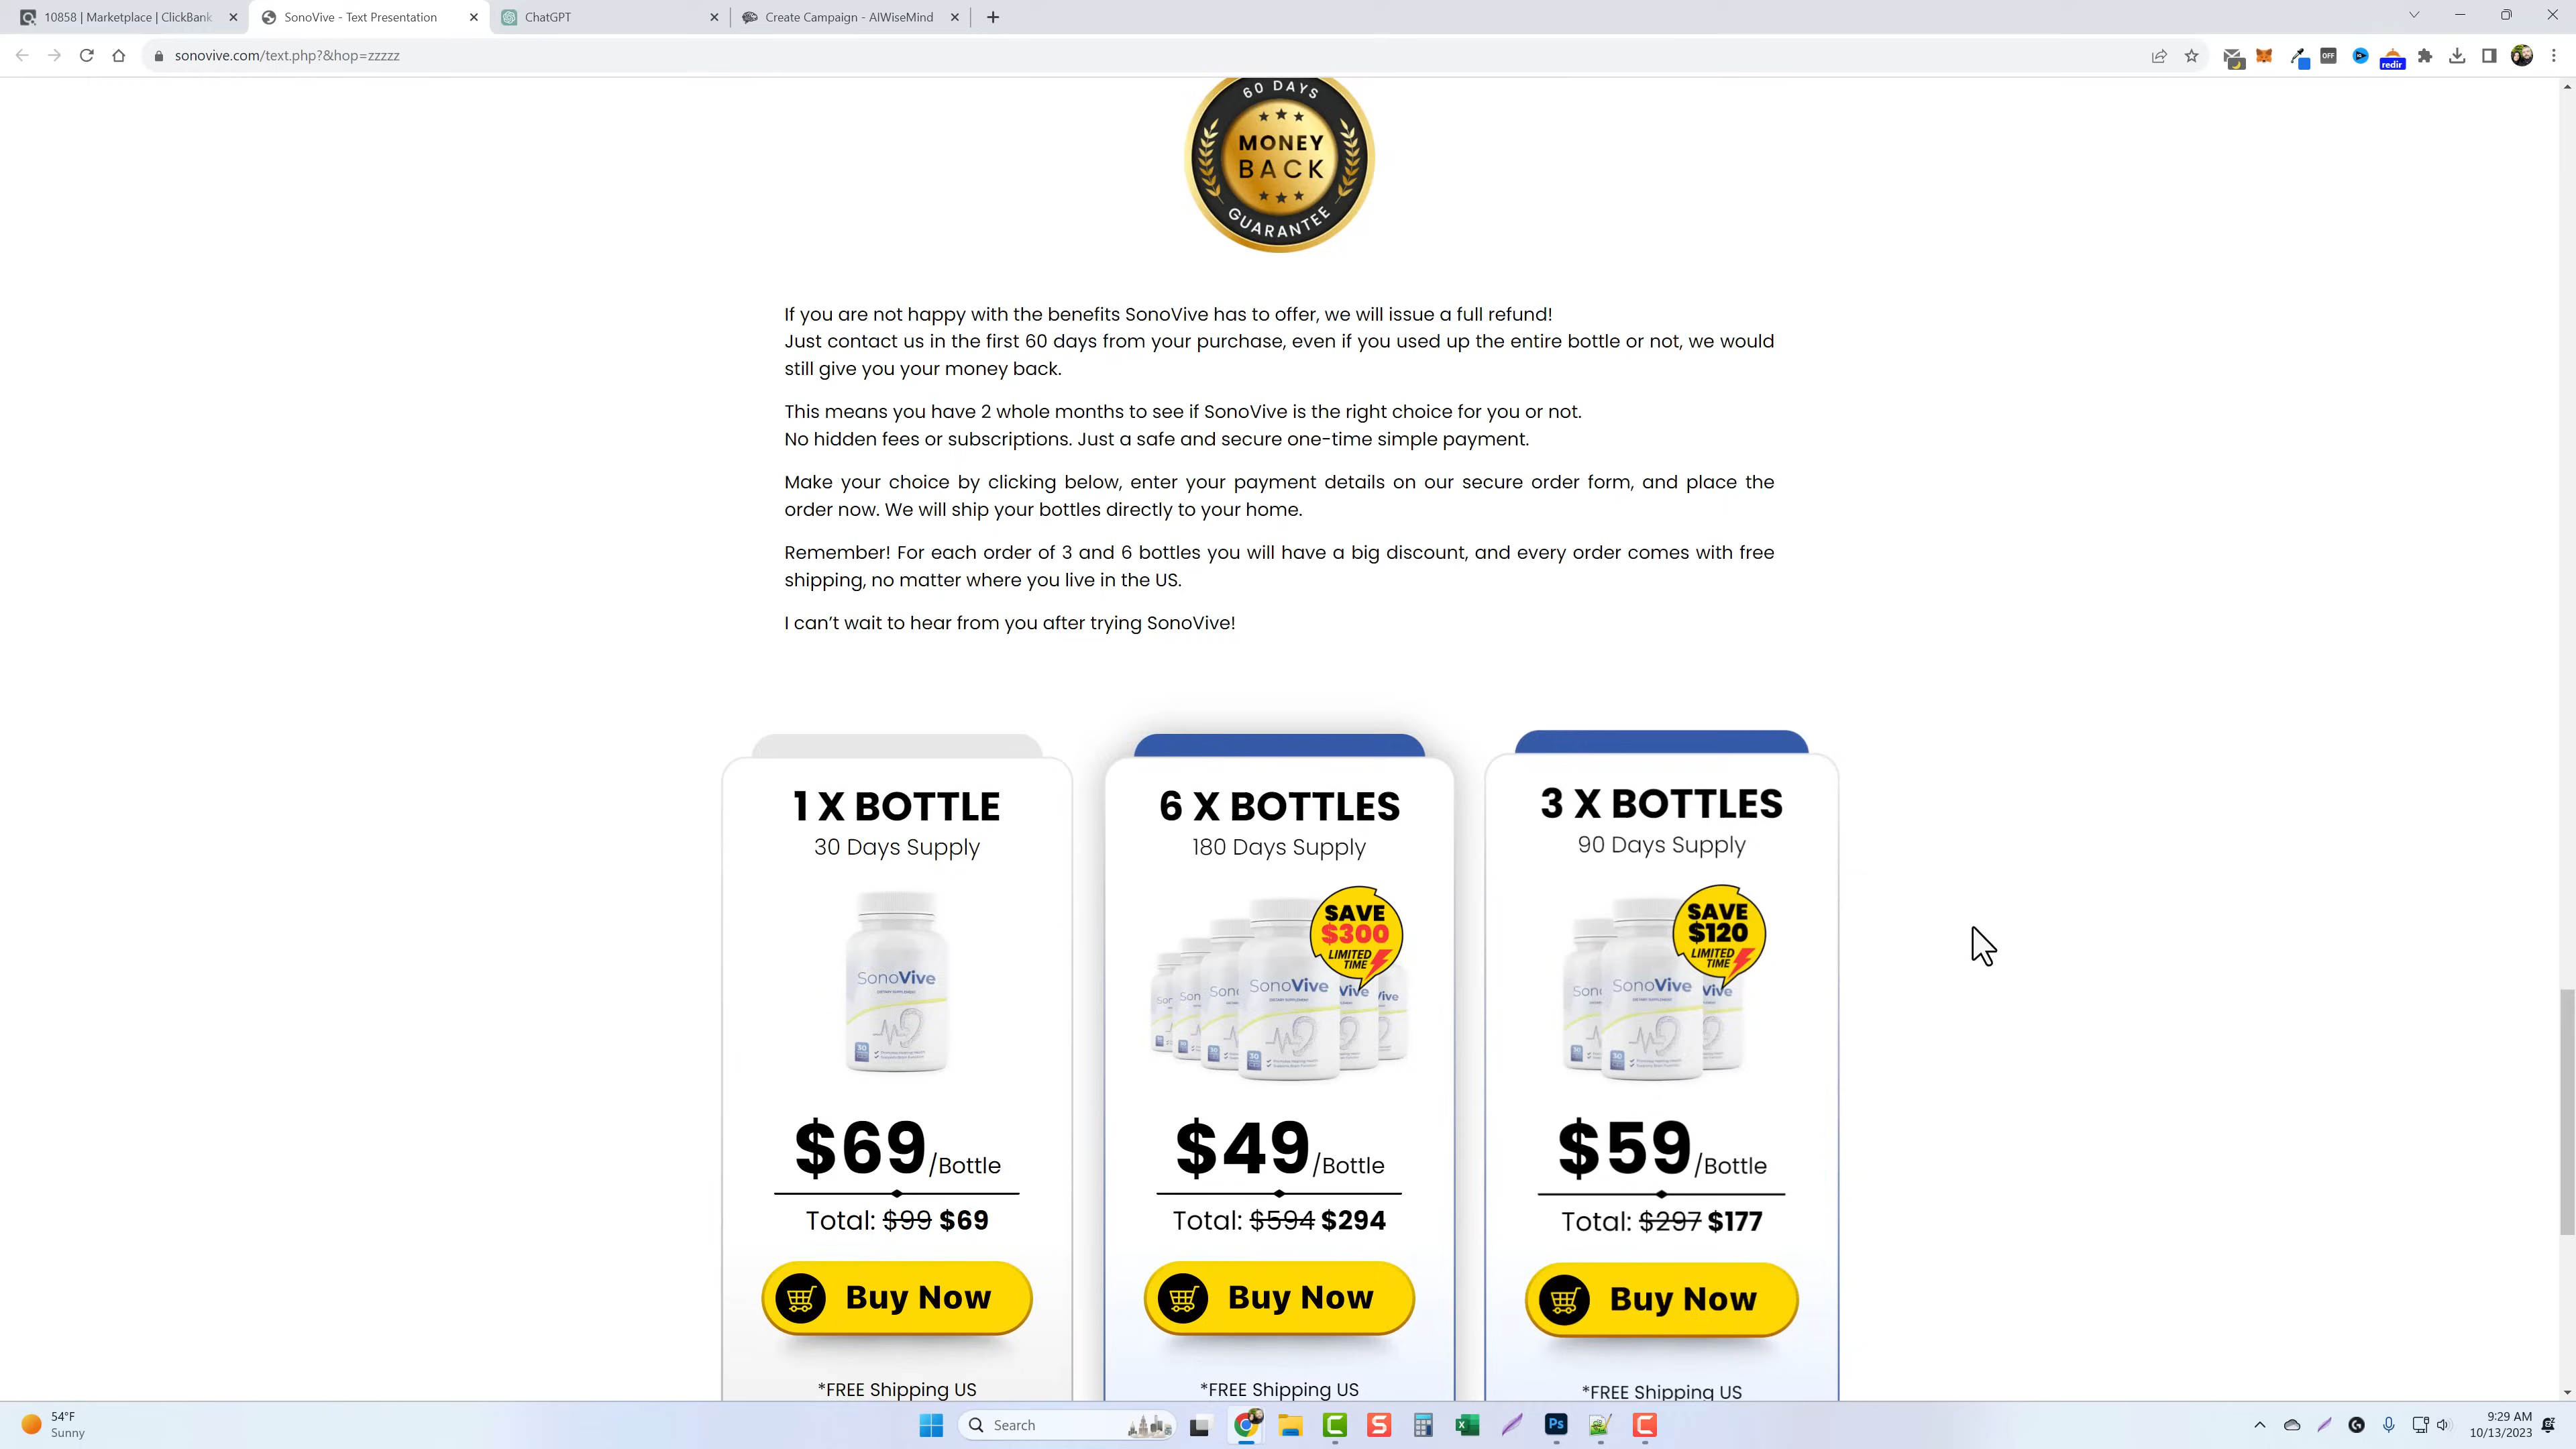 10858 | Marketplace | ClickBank
SonoVive - Text Presentation
ChatGPT
Create Campaign - AIWiseMind
sonovive.com/text.php?&hop=zzzzz
OFF
redir
60 DAYS
MONEY
BACK
GUARANTEE
If you are not happy with the benefits SonoVive has to offer, we will issue a full refund!
Just contact us in the first 60 days from your purchase, even if you used up the entire bottle or not, we would
still give you your money back.
This means you have 2 whole months to see if SonoVive is the right choice for you or not.
No hidden fees or subscriptions. Just a safe and secure one-time simple payment.
Make your choice by clicking below, enter your payment details on our secure order form, and place the
order now. We will ship your bottles directly to your home.
Remember! For each order of 3 and 6 bottles you will have a big discount, and every order comes with free
shipping, no matter where you live in the US.
I can't wait to hear from you after trying SonoVive!
1 X BOTTLE
30 Days Supply
SonoVive
DIETARY SUPPLEMENT
30
$69/Bottle
Total: $99 $69
Buy Now
*FREE Shipping US
6 X BOTTLES
180 Days Supply
SAVE
$300
LIMITED
TIME
SonoVive
DIETARY SUPPLEMENT
30
$49/Bottle
Total: $594 $294
Buy Now
*FREE Shipping US
3 X BOTTLES
90 Days Supply
SAVE
$120
LIMITED
TIME
SonoVive
DIETARY SUPPLEMENT
30
$59/Bottle
Total: $297 $177
Buy Now
*FREE Shipping US
54°F
Sunny
Search
Ps
9:29 AM
10/13/2023